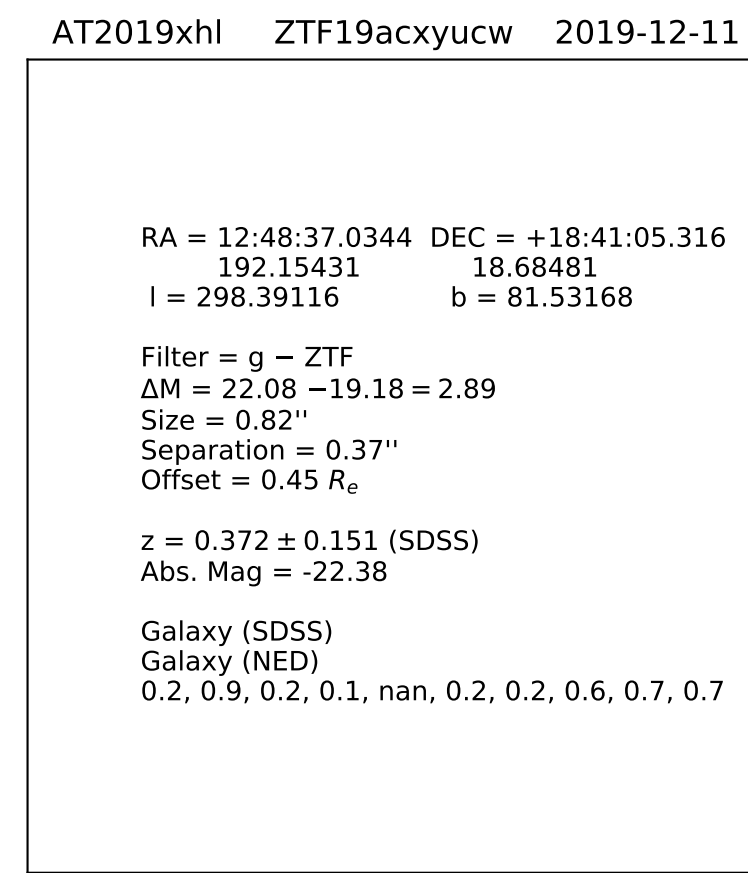 AT2019xhl ZTF19acxyucw 2019-12-11
RA = 12:48:37.0344 DEC = +18:41:05.316
192.15431 18.68481
l = 298.39116 b = 81.53168
Filter = g − ZTF
ΔM = 22.08 −19.18 = 2.89
Size = 0.82''
Separation = 0.37''
Offset = 0.45 Rₑ
z = 0.372 ± 0.151 (SDSS)
Abs. Mag = -22.38
Galaxy (SDSS)
Galaxy (NED)
0.2, 0.9, 0.2, 0.1, nan, 0.2, 0.2, 0.6, 0.7, 0.7